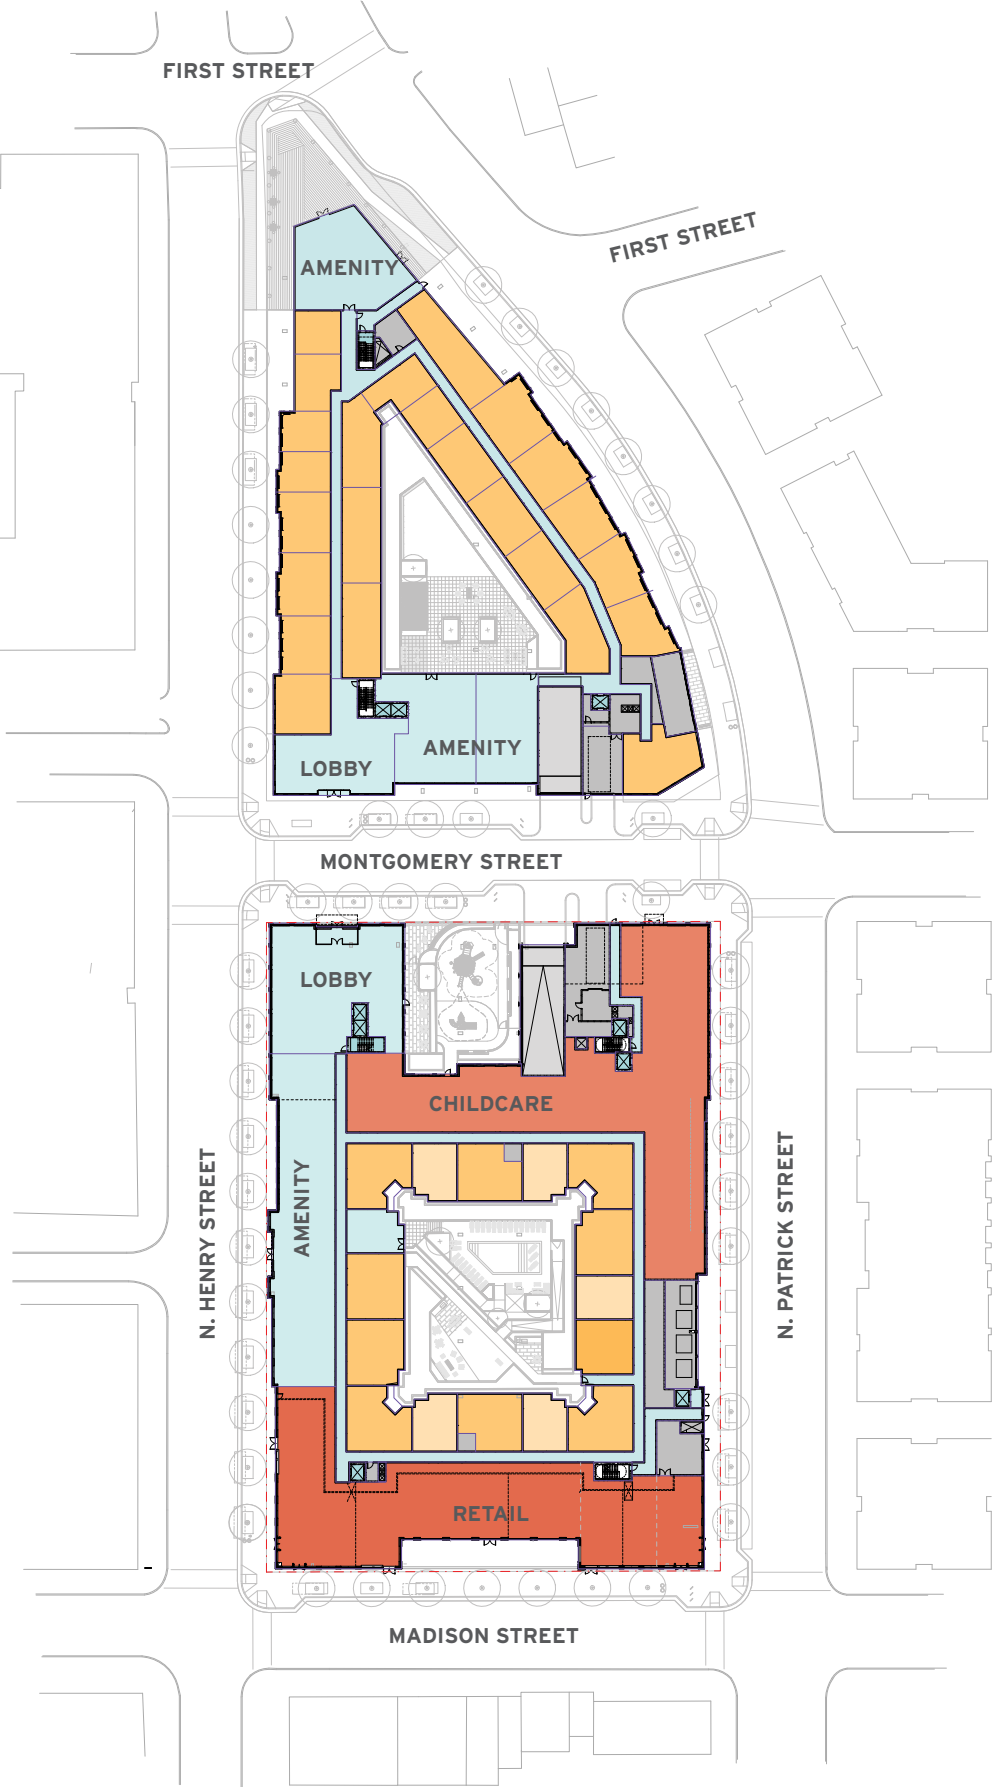 FIRST STREET
FIRST STREET
AMENITY
AMENITY
LOBBY
MONTGOMERY STREET
LOBBY
CHILDCARE
AMENITY
N. HENRY STREET
N. PATRICK STREET
RETAIL
MADISON STREET